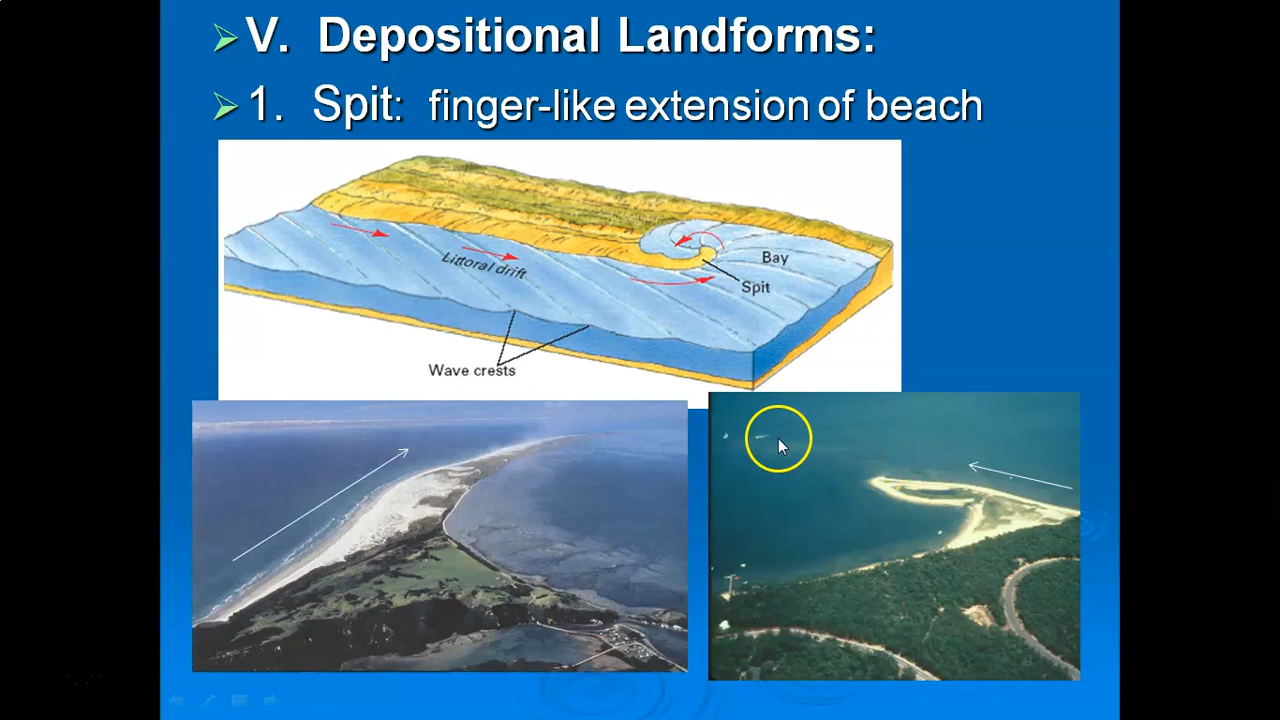 V. Depositional Landforms:
1. Spit: finger-like extension of beach
Littoral drift
Bay
Spit
Wave crests